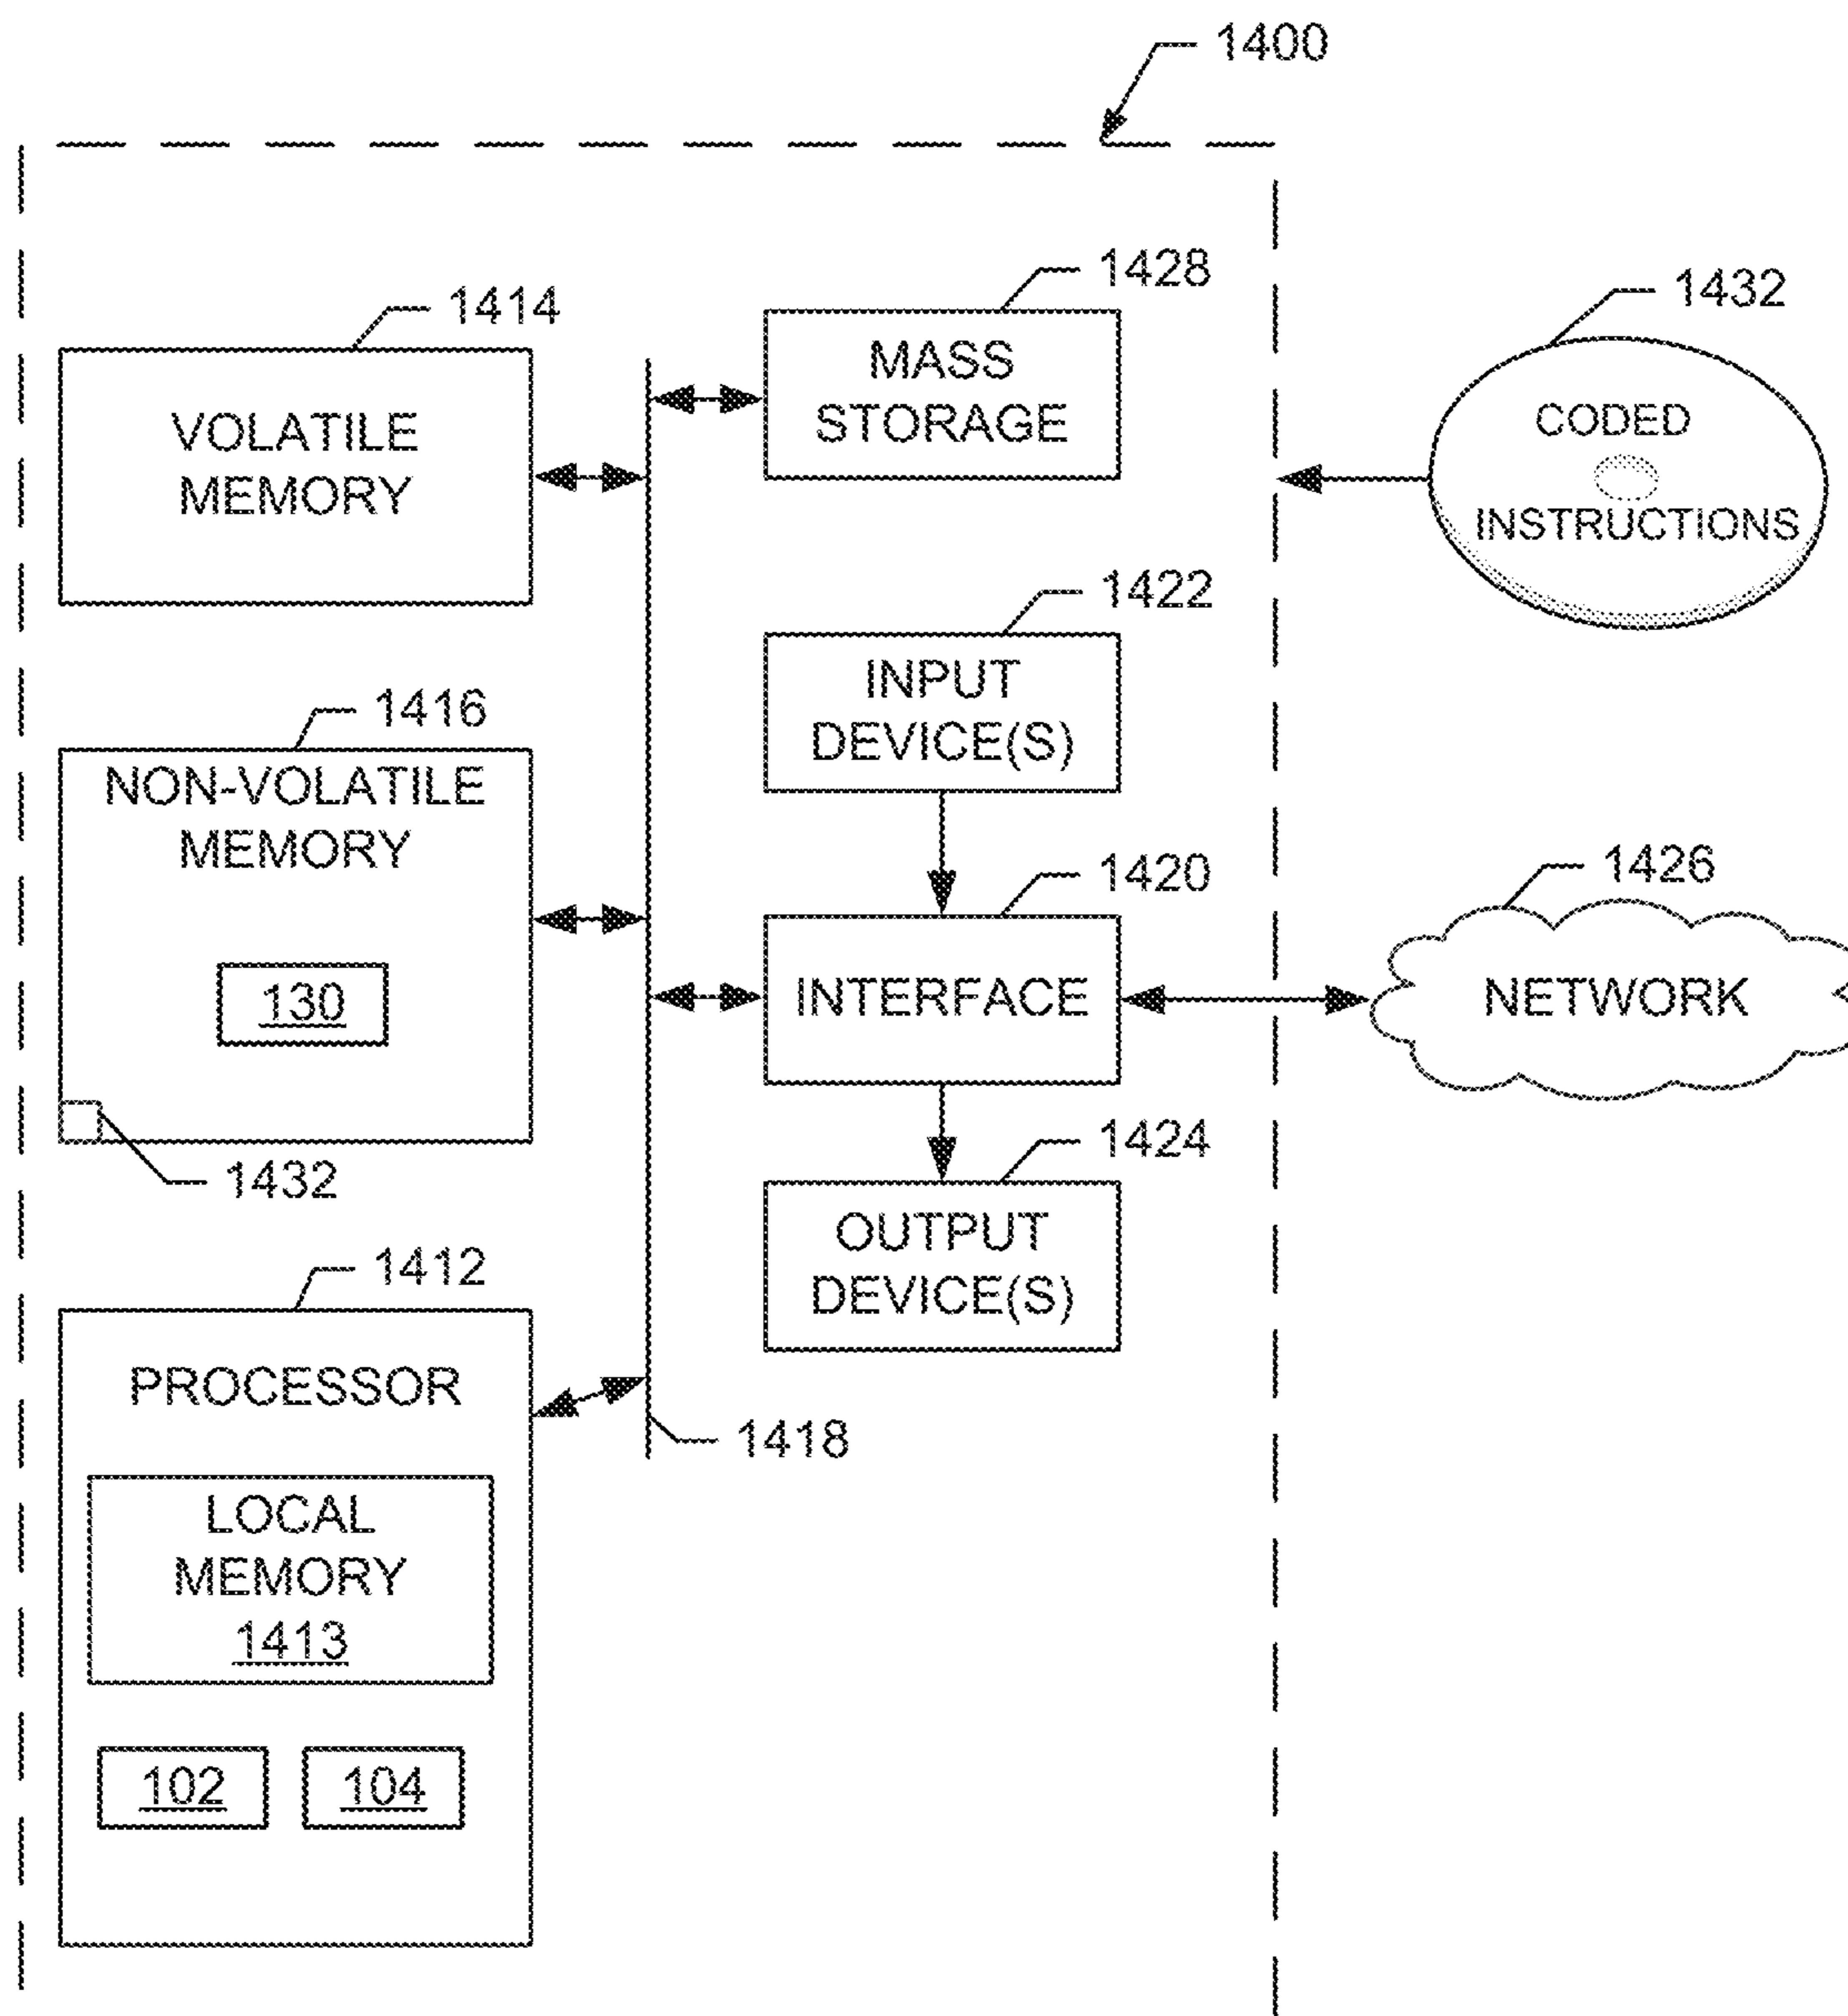 1400
1428
1432
1414
MASS
STORAGE
VOLATILE
MEMORY
CODED
INSTRUCTIONS
1422
INPUT
DEVICE(S)
1416
NON-VOLATILE
MEMORY
130
1432
1420
INTERFACE
1426
NETWORK
1424
OUTPUT
DEVICE(S)
1412
PROCESSOR
1418
LOCAL
MEMORY
1413
102
104